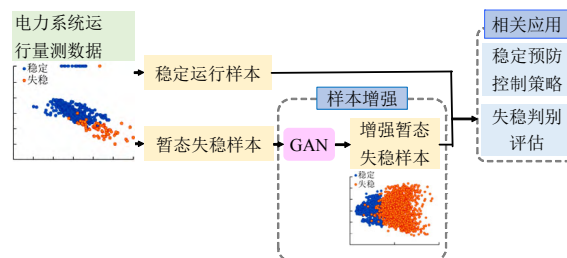 电力系统运
行量测数据
稳定
失稳
稳定运行样本
暂态失稳样本
样本增强
GAN
增强暂态
失稳样本
稳定
失稳
相关应用
稳定预防
控制策略
失稳判别
评估